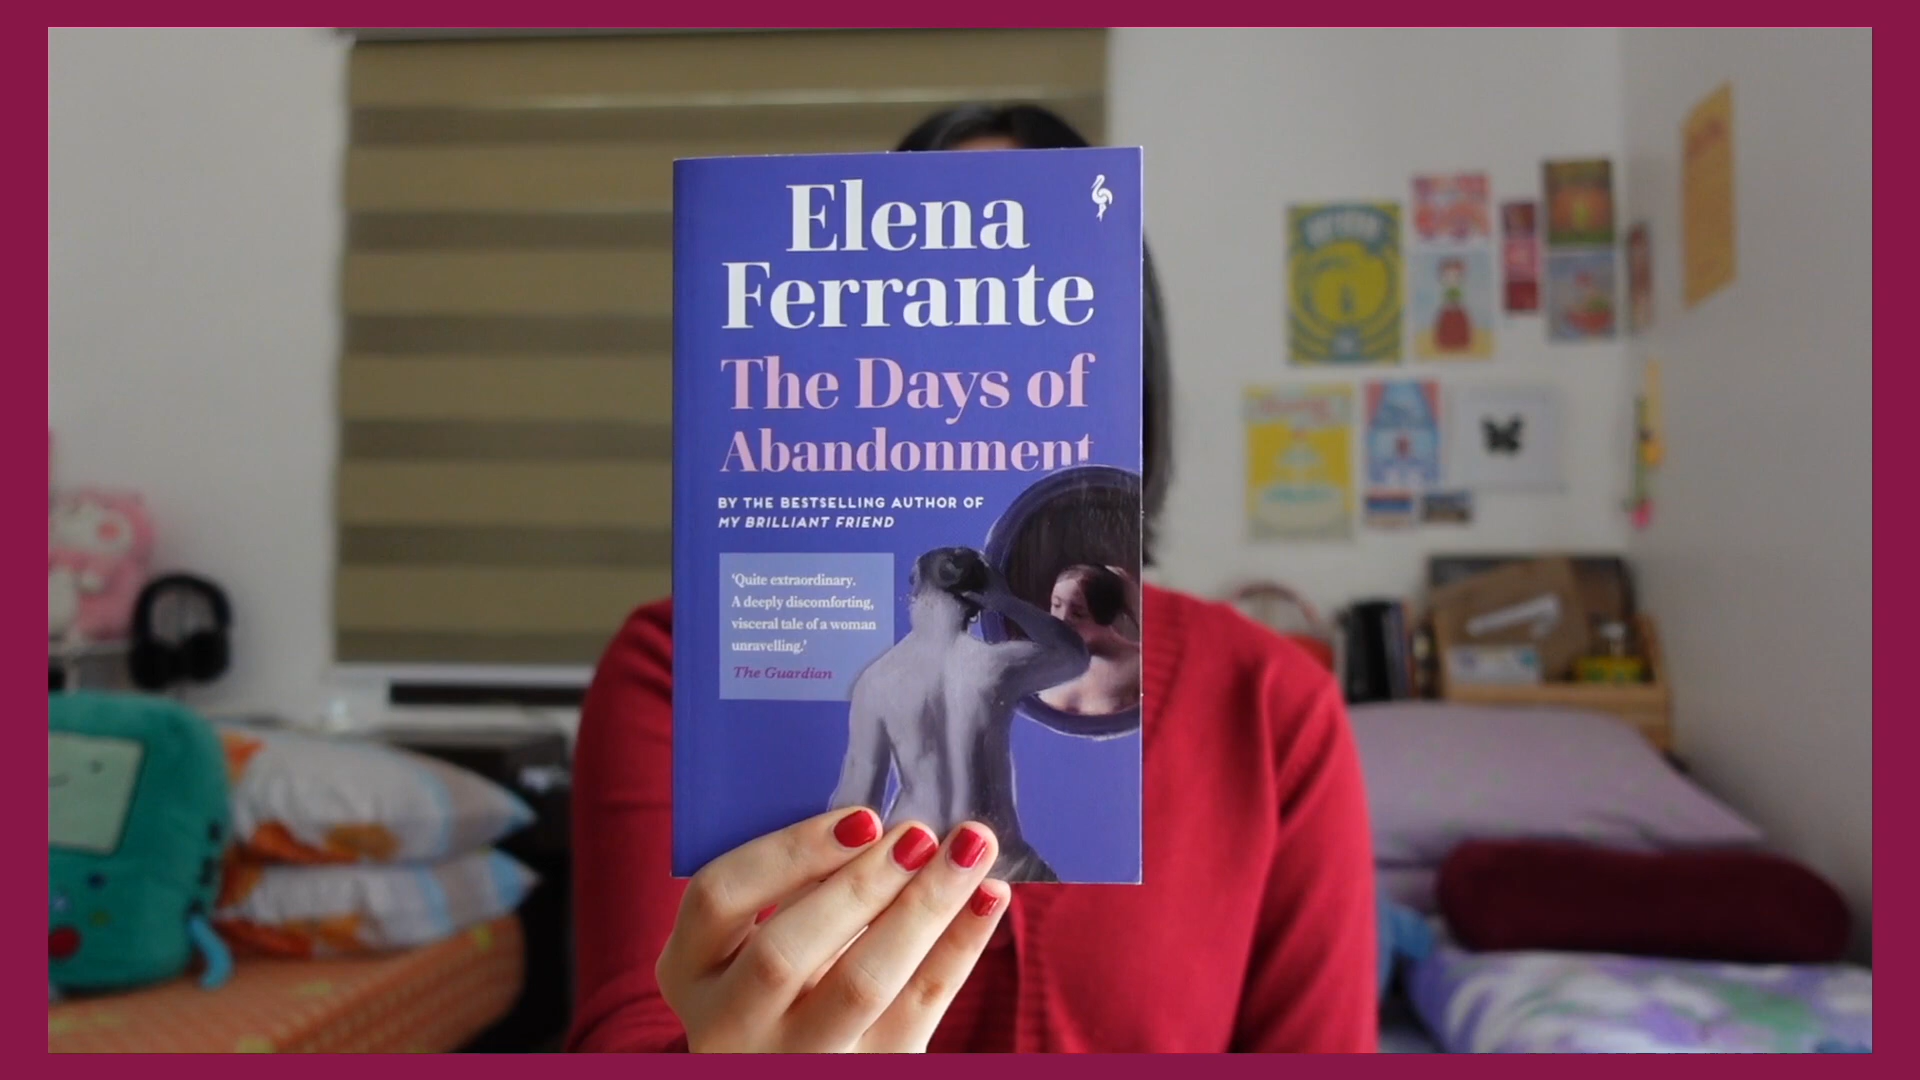 Elena
Ferrante
The Days of
Abandonment
BY THE BESTSELLING AUTHOR OF
MY BRILLIANT FRIEND
'Quite extraordinary.
A deeply discomforting,
visceral tale of a woman
unravelling.'
The Guardian